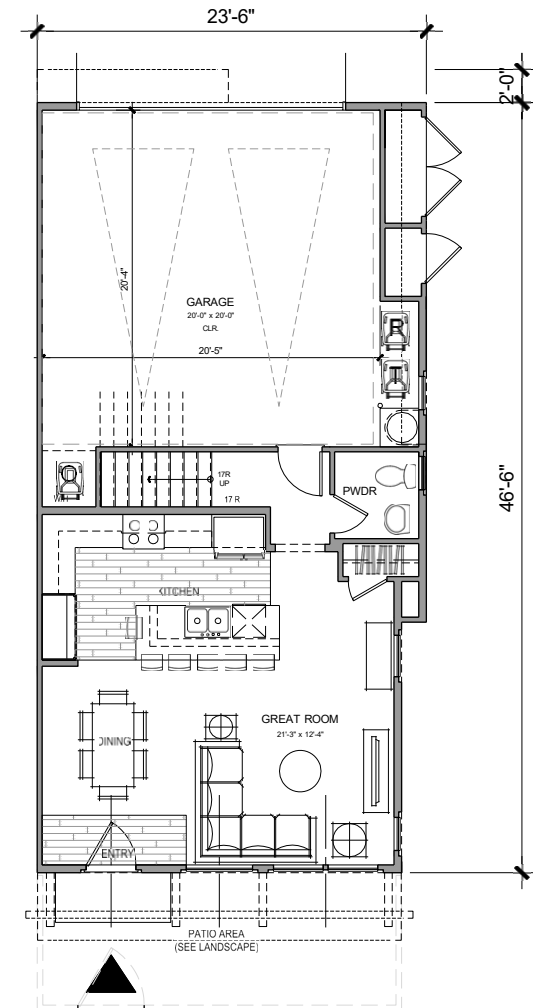 23'-6"
2'-0"
20'-4"
GARAGE
20'-0" x 20'-0"
CLR.
20'-5"
R
T
46'-6"
17R
UP
17 R
PWDR
KITCHEN
GREAT ROOM
21'-3" x 12'-4"
DINING
ENTRY
PATIO AREA
(SEE LANDSCAPE)